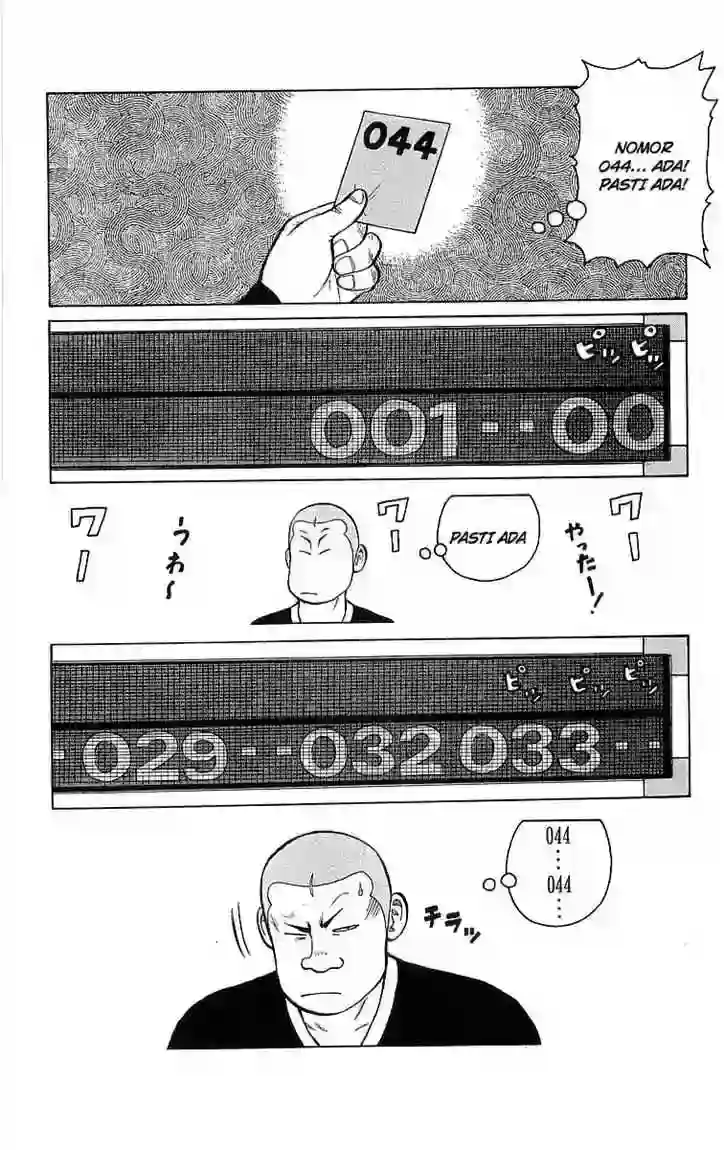 044
NOMOR
044... ADA!
PASTI ADA!
ピッ ピッ
001--00
ワー
うわ〜
ワー
PASTI ADA
やったー!
ワー
ピッ ピッ ピッ
-029--032 033--
044
⋮
044
⋮
チラッ